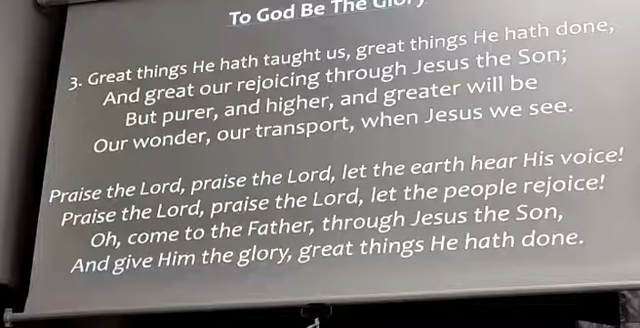 To God Be The Glory
3. Great things He hath taught us, great things He hath done,
And great our rejoicing through Jesus the Son;
But purer, and higher, and greater will be
Our wonder, our transport, when Jesus we see.
Praise the Lord, praise the Lord, let the earth hear His voice!
Praise the Lord, praise the Lord, let the people rejoice!
Oh, come to the Father, through Jesus the Son,
And give Him the glory, great things He hath done.